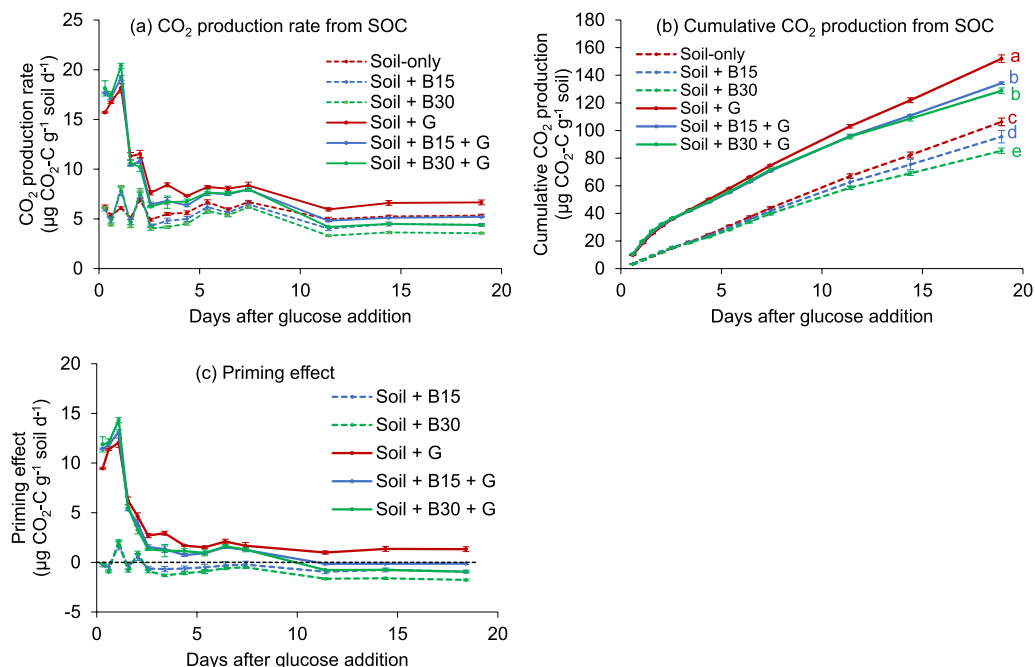 (a) CO₂ production rate from SOC
25
20
15
10
5
0
0
5
10
15
20
CO₂ production rate
(µg CO₂-C g⁻¹ soil d⁻¹)
Days after glucose addition
Soil-only
Soil + B15
Soil + B30
Soil + G
Soil + B15 + G
Soil + B30 + G
(b) Cumulative CO₂ production from SOC
180
160
140
120
100
80
60
40
20
0
0
5
10
15
20
Cumulative CO₂ production
(µg CO₂-C g⁻¹ soil)
Days after glucose addition
Soil-only
Soil + B15
Soil + B30
Soil + G
Soil + B15 + G
Soil + B30 + G
a
b
b
c
d
e
(c) Priming effect
20
15
10
5
0
-5
0
5
10
15
20
Priming effect
(µg CO₂-C g⁻¹ soil d⁻¹)
Days after glucose addition
Soil + B15
Soil + B30
Soil + G
Soil + B15 + G
Soil + B30 + G